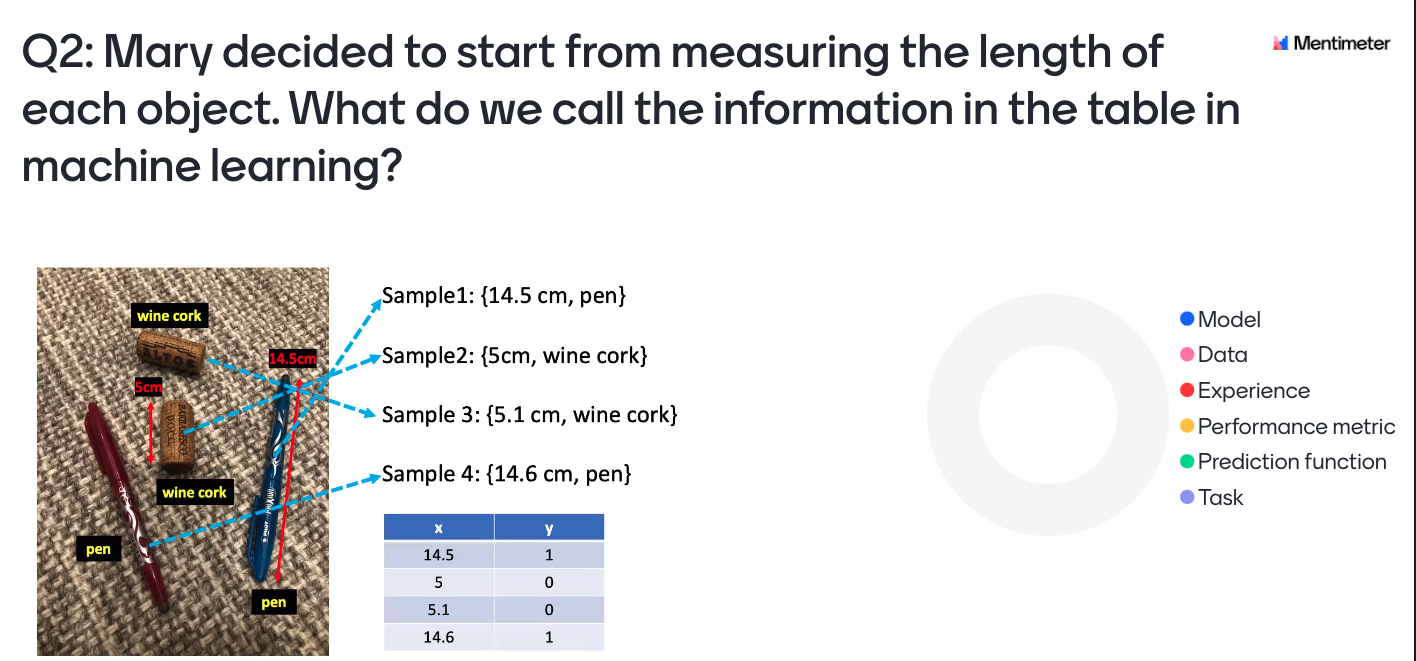 Q2: Mary decided to start from measuring the length of
each object. What do we call the information in the table in
machine learning?
Mentimeter
wine cork
ALTOS
14.5cm
5cm
wine cork
pen
pen
Sample1: {14.5 cm, pen}
Sample2: {5cm, wine cork}
Sample 3: {5.1 cm, wine cork}
Sample 4: {14.6 cm, pen}
x y
14.5 1
5 0
5.1 0
14.6 1
Model
Data
Experience
Performance metric
Prediction function
Task